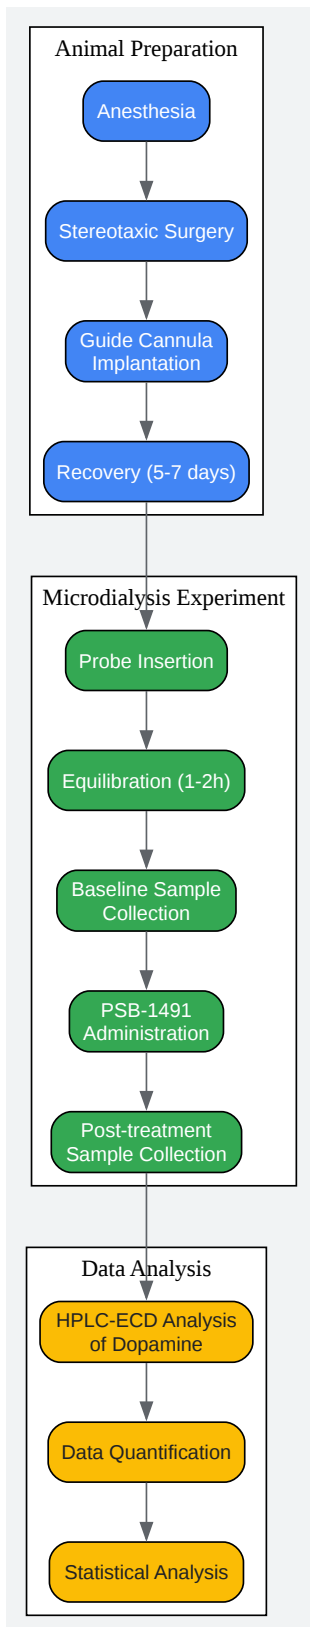 Animal Preparation
Anesthesia
Stereotaxic Surgery
Guide Cannula
Implantation
Recovery (5-7 days)
Microdialysis Experiment
Probe Insertion
Equilibration (1-2h)
Baseline Sample
Collection
PSB-1491
Administration
Post-treatment
Sample Collection
Data Analysis
HPLC-ECD Analysis
of Dopamine
Data Quantification
Statistical Analysis